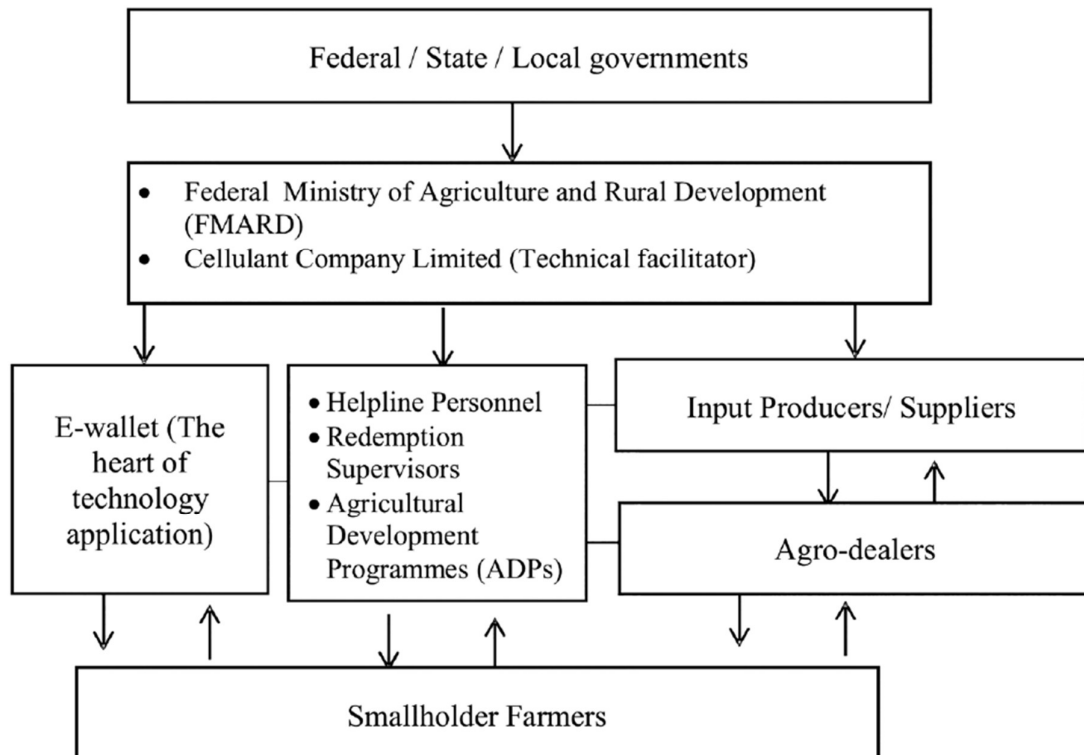 Federal / State / Local governments
• Federal Ministry of Agriculture and Rural Development
(FMARD)
• Cellulant Company Limited (Technical facilitator)
E-wallet (The
heart of
technology
application)
• Helpline Personnel
• Redemption
Supervisors
• Agricultural
Development
Programmes (ADPs)
Input Producers/ Suppliers
Agro-dealers
Smallholder Farmers